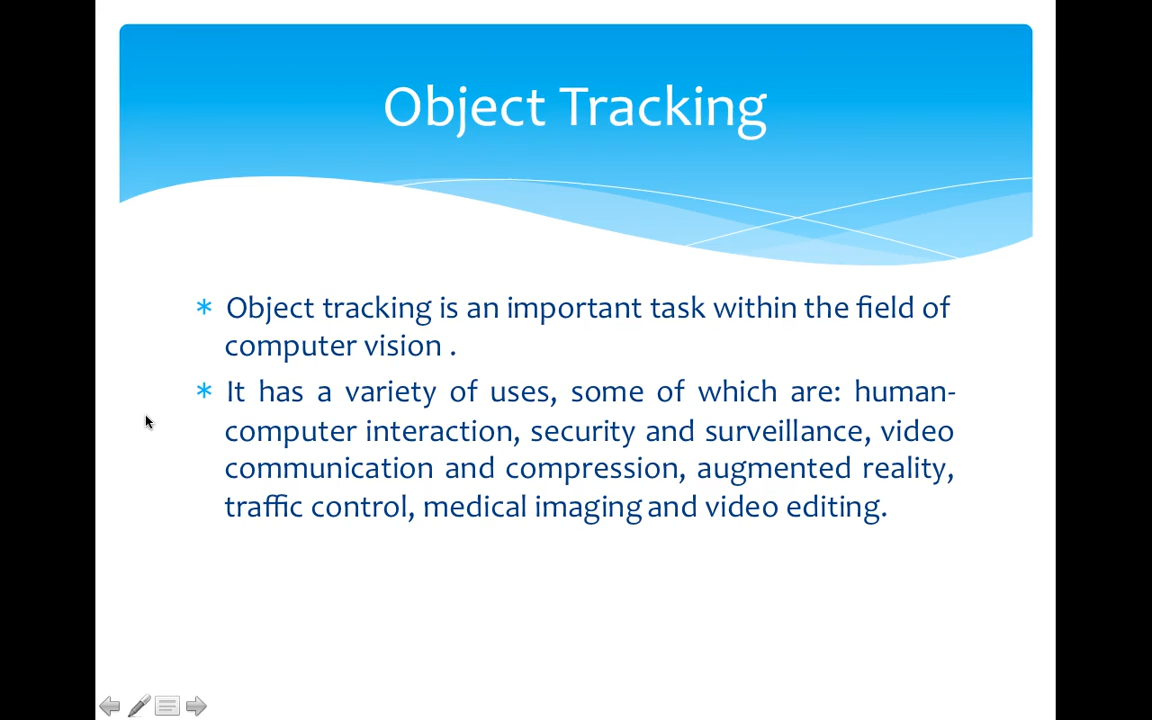 Object Tracking
* Object tracking is an important task within the field of
computer vision .
* It has a variety of uses, some of which are: human-
computer interaction, security and surveillance, video
communication and compression, augmented reality,
traffic control, medical imaging and video editing.